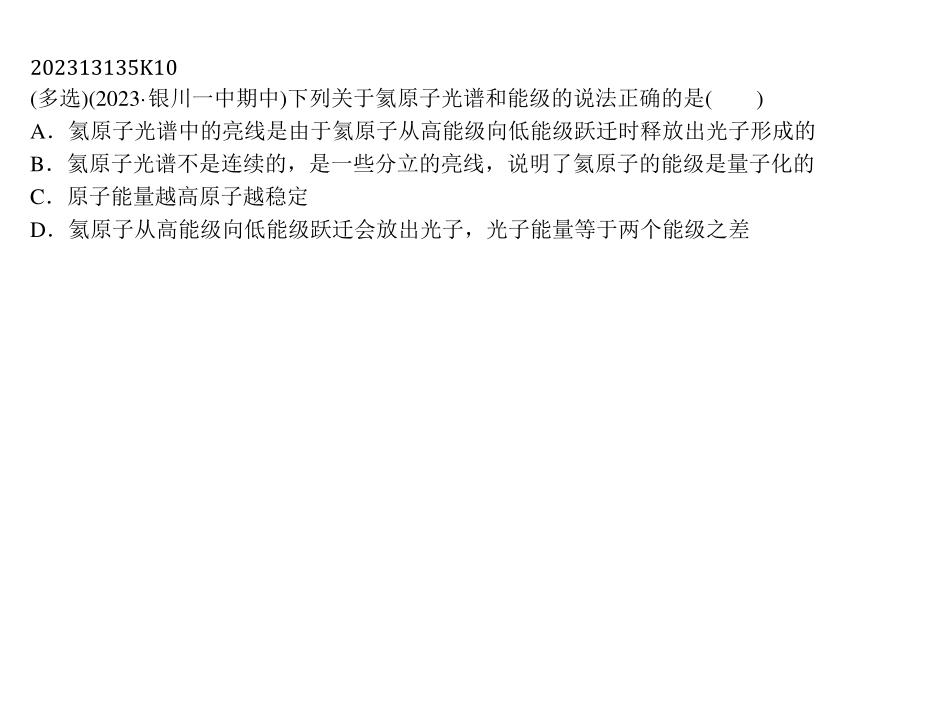 202313135K10
(多选)(2023·银川一中期中)下列关于氦原子光谱和能级的说法正确的是(　　)
A．氦原子光谱中的亮线是由于氦原子从高能级向低能级跃迁时释放出光子形成的
B．氦原子光谱不是连续的，是一些分立的亮线，说明了氦原子的能级是量子化的
C．原子能量越高原子越稳定
D．氦原子从高能级向低能级跃迁会放出光子，光子能量等于两个能级之差